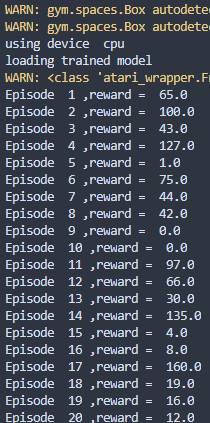 WARN: gym.spaces.Box autodete
WARN: gym.spaces.Box autodete
using device  cpu
loading trained model
WARN: <class 'atari_wrapper.Fr
Episode  1 ,reward =  65.0
Episode  2 ,reward =  100.0
Episode  3 ,reward =  43.0
Episode  4 ,reward =  127.0
Episode  5 ,reward =  1.0
Episode  6 ,reward =  75.0
Episode  7 ,reward =  44.0
Episode  8 ,reward =  42.0
Episode  9 ,reward =  0.0
Episode  10 ,reward =  0.0
Episode  11 ,reward =  97.0
Episode  12 ,reward =  66.0
Episode  13 ,reward =  30.0
Episode  14 ,reward =  135.0
Episode  15 ,reward =  4.0
Episode  16 ,reward =  8.0
Episode  17 ,reward =  160.0
Episode  18 ,reward =  19.0
Episode  19 ,reward =  16.0
Episode  20 ,reward =  12.0